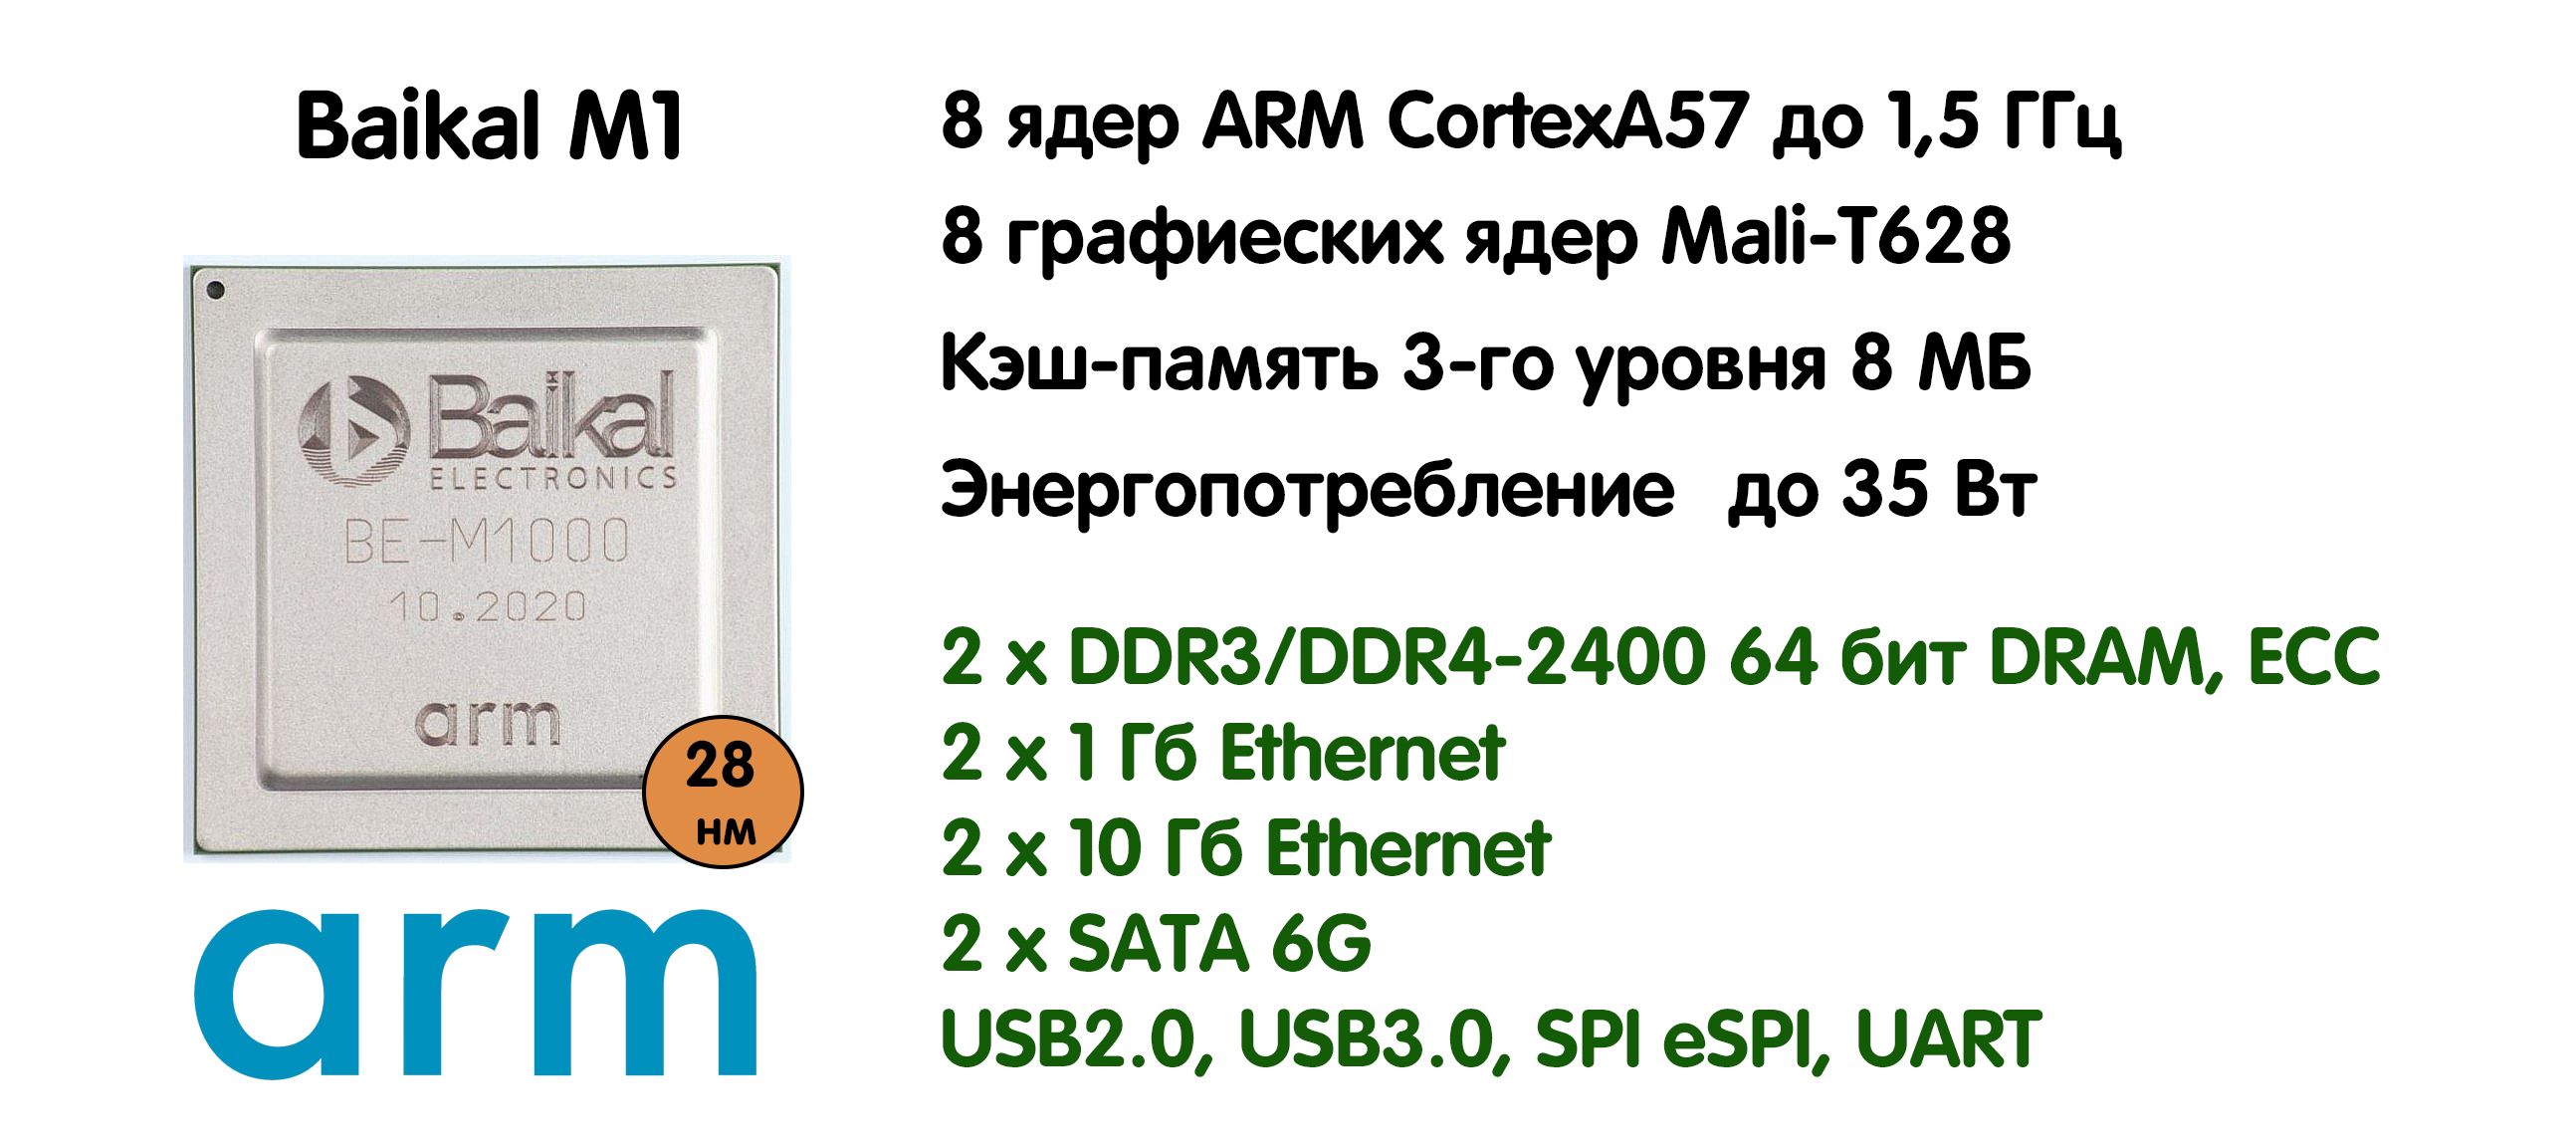 Baikal M1
Baikal
ELECTRONICS
BE-M1000
10.2020
arm
28
нм
arm
8 ядер ARM CortexA57 до 1,5 ГГц
8 графиеских ядер Mali-T628
Кэш-память 3-го уровня 8 МБ
Энергопотребление до 35 Вт
2 x DDR3/DDR4-2400 64 бит DRAM, ECC
2 x 1 Гб Ethernet
2 x 10 Гб Ethernet
2 x SATA 6G
USB2.0, USB3.0, SPI eSPI, UART